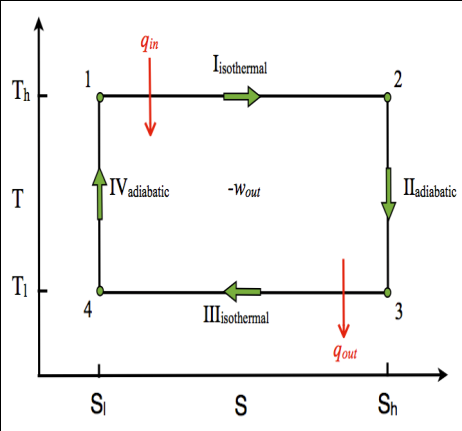 q_in
I_isothermal
1
2
T_h
T
IV_adiabatic
-w_out
II_adiabatic
T_l
4
III_isothermal
3
q_out
S_l
S
S_h